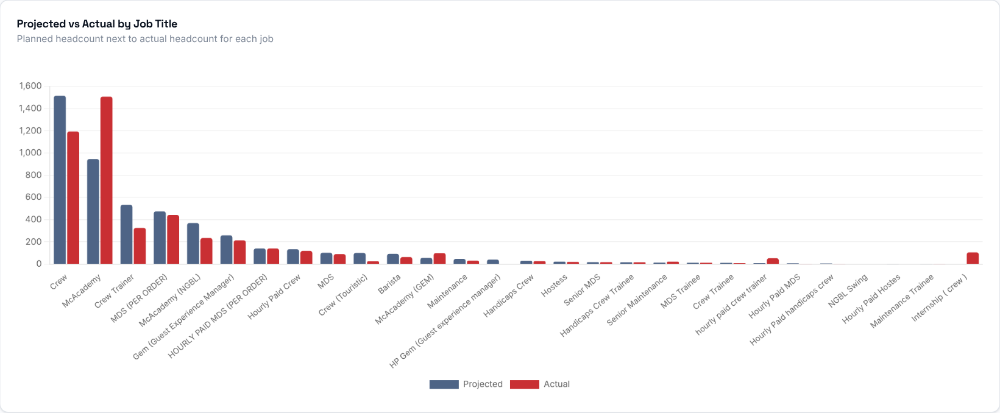 Projected vs Actual by Job Title
Planned headcount next to actual headcount for each job
1,600
1,400
1,200
1,000
800
600
400
200
0
Crew
McAcademy
Crew Trainer
MDS (PER ORDER)
McAcademy (NGBL)
Gem (Guest Experience Manager)
HOURLY PAID MDS (PER ORDER)
Hourly Paid Crew
MDS
Crew (Touristic)
Barista
McAcademy (GEM)
Maintenance
HP Gem (Guest experience manager)
Handicaps Crew
Hostess
Senior MDS
Handicaps Crew Trainee
Senior Maintenance
MDS Trainee
Crew Trainee
hourly paid crew trainer
Hourly Paid MDS
Hourly Paid handicaps crew
NGBL Swing
Hourly Paid Hostes
Maintenance Trainee
Internship ( crew )
Projected
Actual